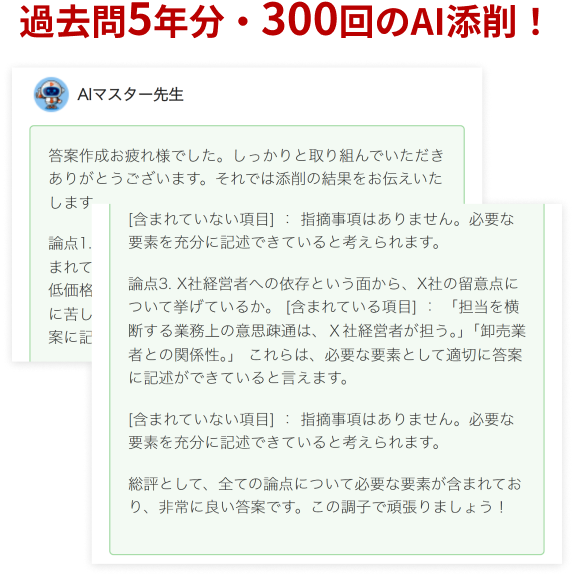 過去問5年分・300回のAI添削！
AIマスター先生
答案作成お疲れ様でした。しっかりと取り組んでいただき
ありがとうございます。それでは添削の結果をお伝えいた
します
論点1.
まれて
低価格
に苦し
案に記
[含まれていない項目] ： 指摘事項はありません。必要な
要素を充分に記述できていると考えられます。
論点3. X社経営者への依存という面から、X社の留意点に
ついて挙げているか。 [含まれている項目] ： 「担当を横
断する業務上の意思疎通は、Ｘ社経営者が担う。」「卸売業
者との関係性。」 これらは、必要な要素として適切に答案
に記述ができていると言えます。
[含まれていない項目] ： 指摘事項はありません。必要な
要素を充分に記述できていると考えられます。
総評として、全ての論点について必要な要素が含まれてお
り、非常に良い答案です。この調子で頑張りましょう！